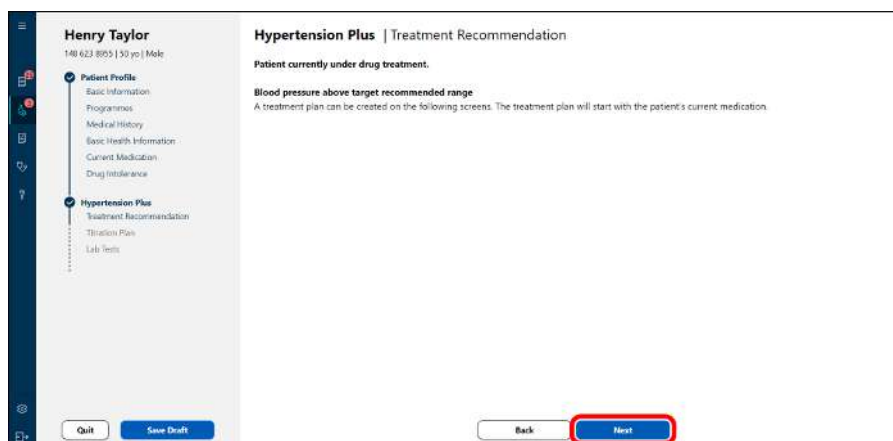 Henry Taylor
148 623 8955 | 50 yo | Male
Patient Profile
Basic Information
Programmes
Medical History
Basic Health Information
Current Medication
Drug Intolerance
Hypertension Plus
Treatment Recommendation
Titration Plan
Lab Tests
Quit
Save Draft
Hypertension Plus | Treatment Recommendation
Patient currently under drug treatment.
Blood pressure above target recommended range
A treatment plan can be created on the following screens. The treatment plan will start with the patient's current medication.
Back
Next